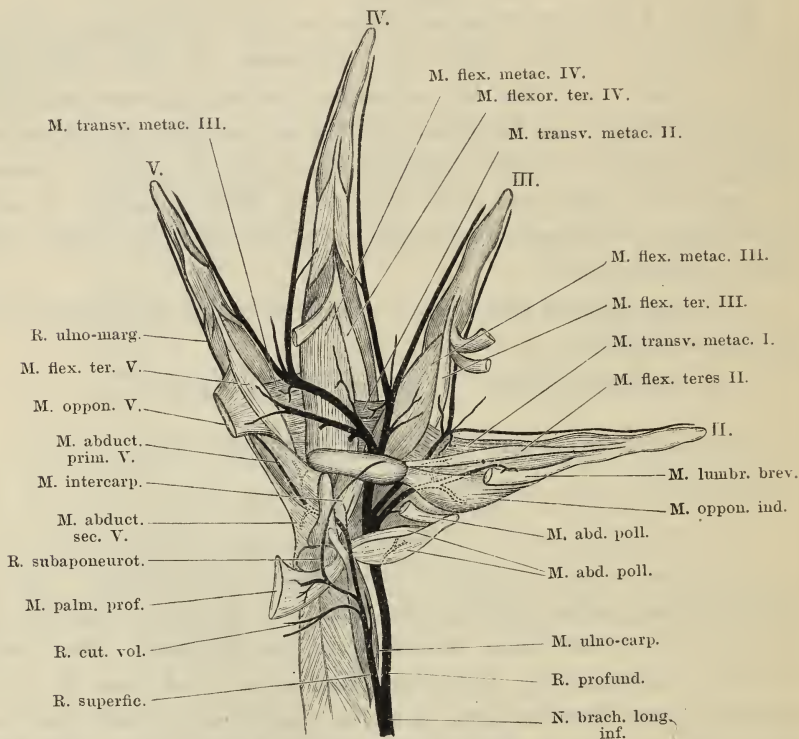 IV.
M. flex. metac. IV.
M. flexor. ter. IV.
M. transv. metac. III.
M. transv. metac. II.
V.
III.
M. flex. metac. III.
M. flex. ter. III.
R. ulno-marg.
M. transv. metac. I.
M. flex. ter. V.
M. flex. teres II.
M. oppon. V.
II.
M. abduct.
prim. V.
M. lumbr. brev.
M. intercarp.
M. oppon. ind.
M. abduct.
sec. V.
M. abd. poll.
R. subaponeurot.
M. abd. poll.
M. palm. prof.
M. ulno-carp.
R. cut. vol.
R. profund.
R. superfic.
N. brach. long.
inf.